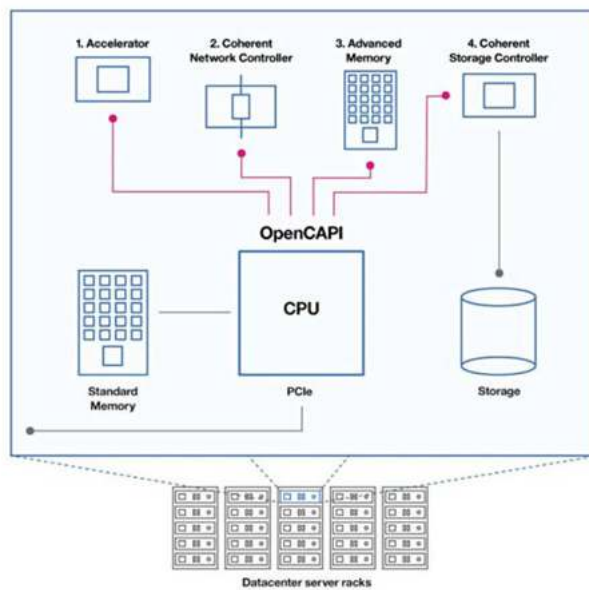 1. Accelerator
2. Coherent
Network Controller
3. Advanced
Memory
4. Coherent
Storage Controller
OpenCAPI
CPU
Standard
Memory
PCIe
Storage
Datacenter server racks